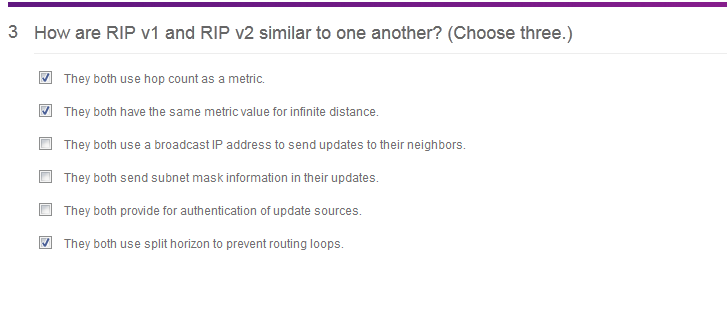 3 How are RIP v1 and RIP v2 similar to one another? (Choose three.)
They both use hop count as a metric.
They both have the same metric value for infinite distance.
They both use a broadcast IP address to send updates to their neighbors.
They both send subnet mask information in their updates.
They both provide for authentication of update sources.
They both use split horizon to prevent routing loops.